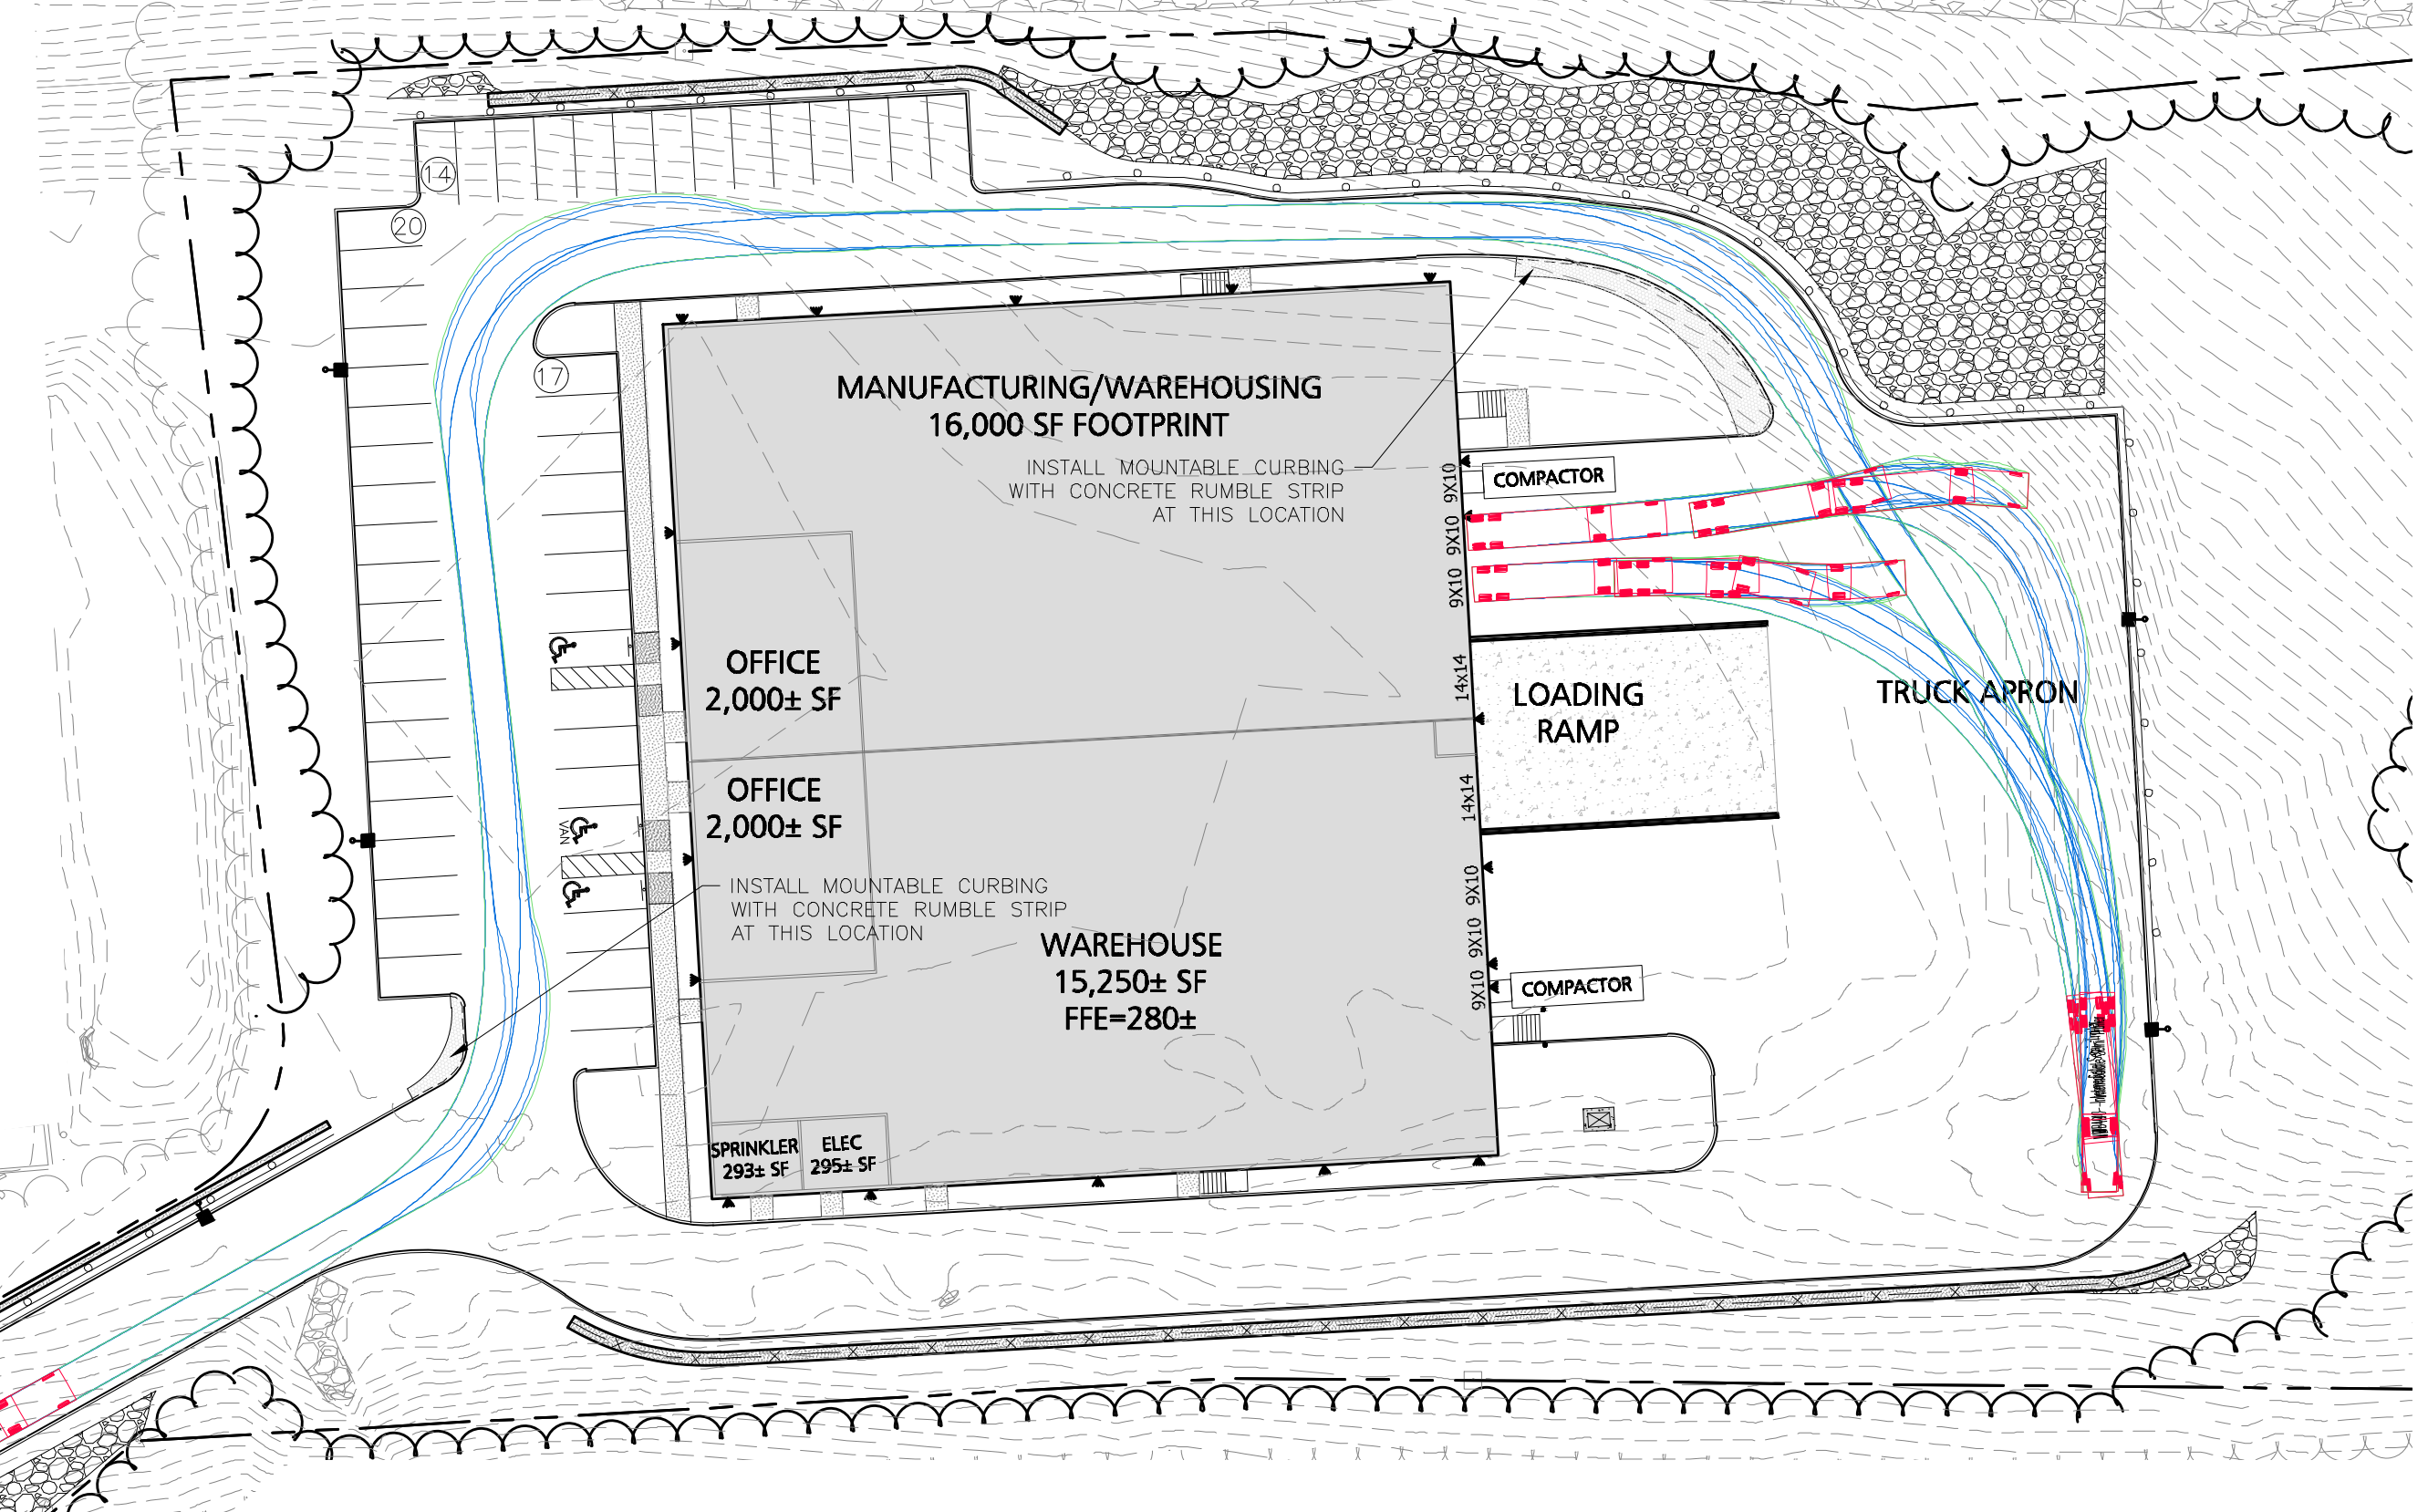 14
20
17
MANUFACTURING/WAREHOUSING
16,000 SF FOOTPRINT
INSTALL MOUNTABLE CURBING
WITH CONCRETE RUMBLE STRIP
AT THIS LOCATION
9X10
9X10
9X10
COMPACTOR
OFFICE
2,000± SF
14x14
LOADING
RAMP
TRUCK APRON
OFFICE
2,000± SF
14x14
VAN
INSTALL MOUNTABLE CURBING
WITH CONCRETE RUMBLE STRIP
AT THIS LOCATION
WAREHOUSE
15,250± SF
FFE=280±
9X10
9X10
9X10
COMPACTOR
SPRINKLER
293± SF
ELEC
295± SF